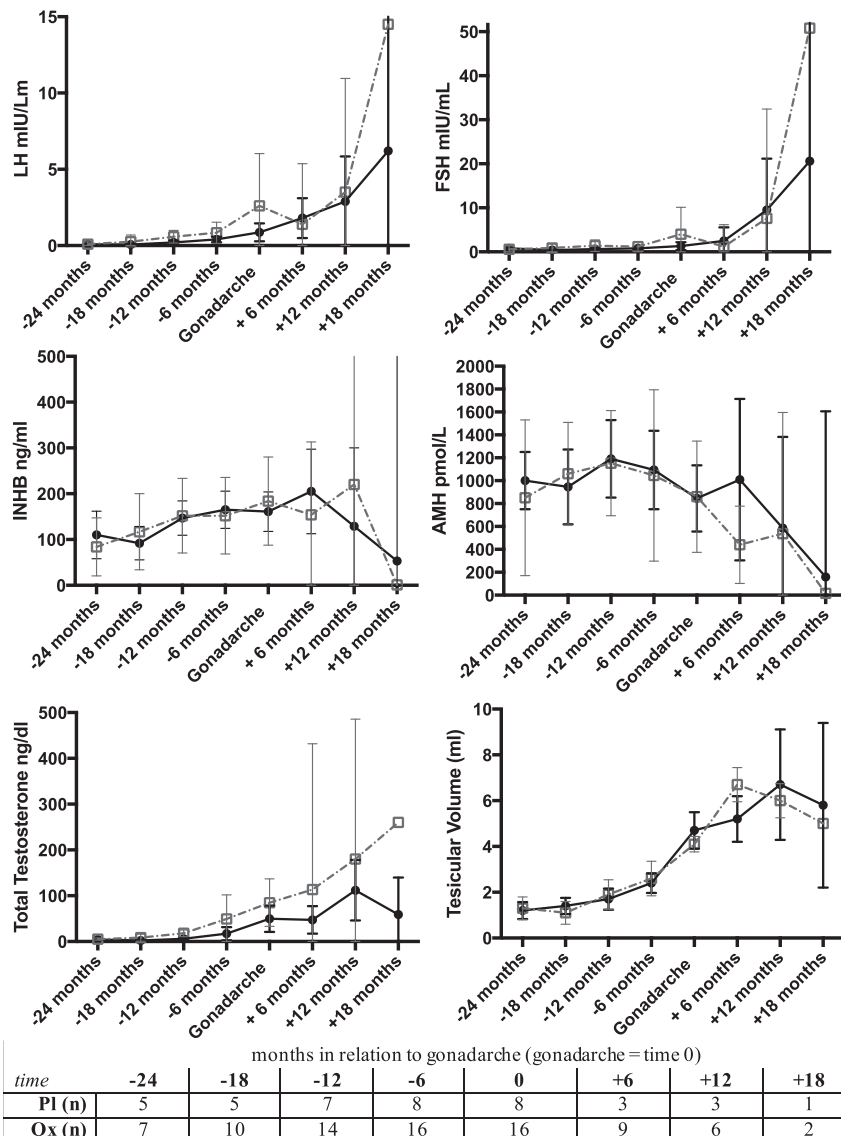 LH mIU/Lm
15
10
5
0
-24 months
-18 months
-12 months
-6 months
Gonadarche
+ 6 months
+12 months
+18 months
FSH mIU/mL
50
40
30
20
10
0
-24 months
-18 months
-12 months
-6 months
Gonadarche
+ 6 months
+12 months
+18 months
INHB ng/ml
500
400
300
200
100
0
-24 months
-18 months
-12 months
-6 months
Gonadarche
+ 6 months
+12 months
+18 months
AMH pmol/L
2000
1800
1600
1400
1200
1000
800
600
400
200
0
-24 months
-18 months
-12 months
-6 months
Gonadarche
+ 6 months
+12 months
+18 months
Total Testosterone ng/dl
500
400
300
200
100
0
-24 months
-18 months
-12 months
-6 months
Gonadarche
+ 6 months
+12 months
+18 months
Tesicular Volume (ml)
10
8
6
4
2
0
-24 months
-18 months
-12 months
-6 months
Gonadarche
+ 6 months
+12 months
+18 months
months in relation to gonadarche (gonadarche = time 0)
time -24 -18 -12 -6 0 +6 +12 +18
Pl (n) 5 5 7 8 8 3 3 1
Ox (n) 7 10 14 16 16 9 6 2